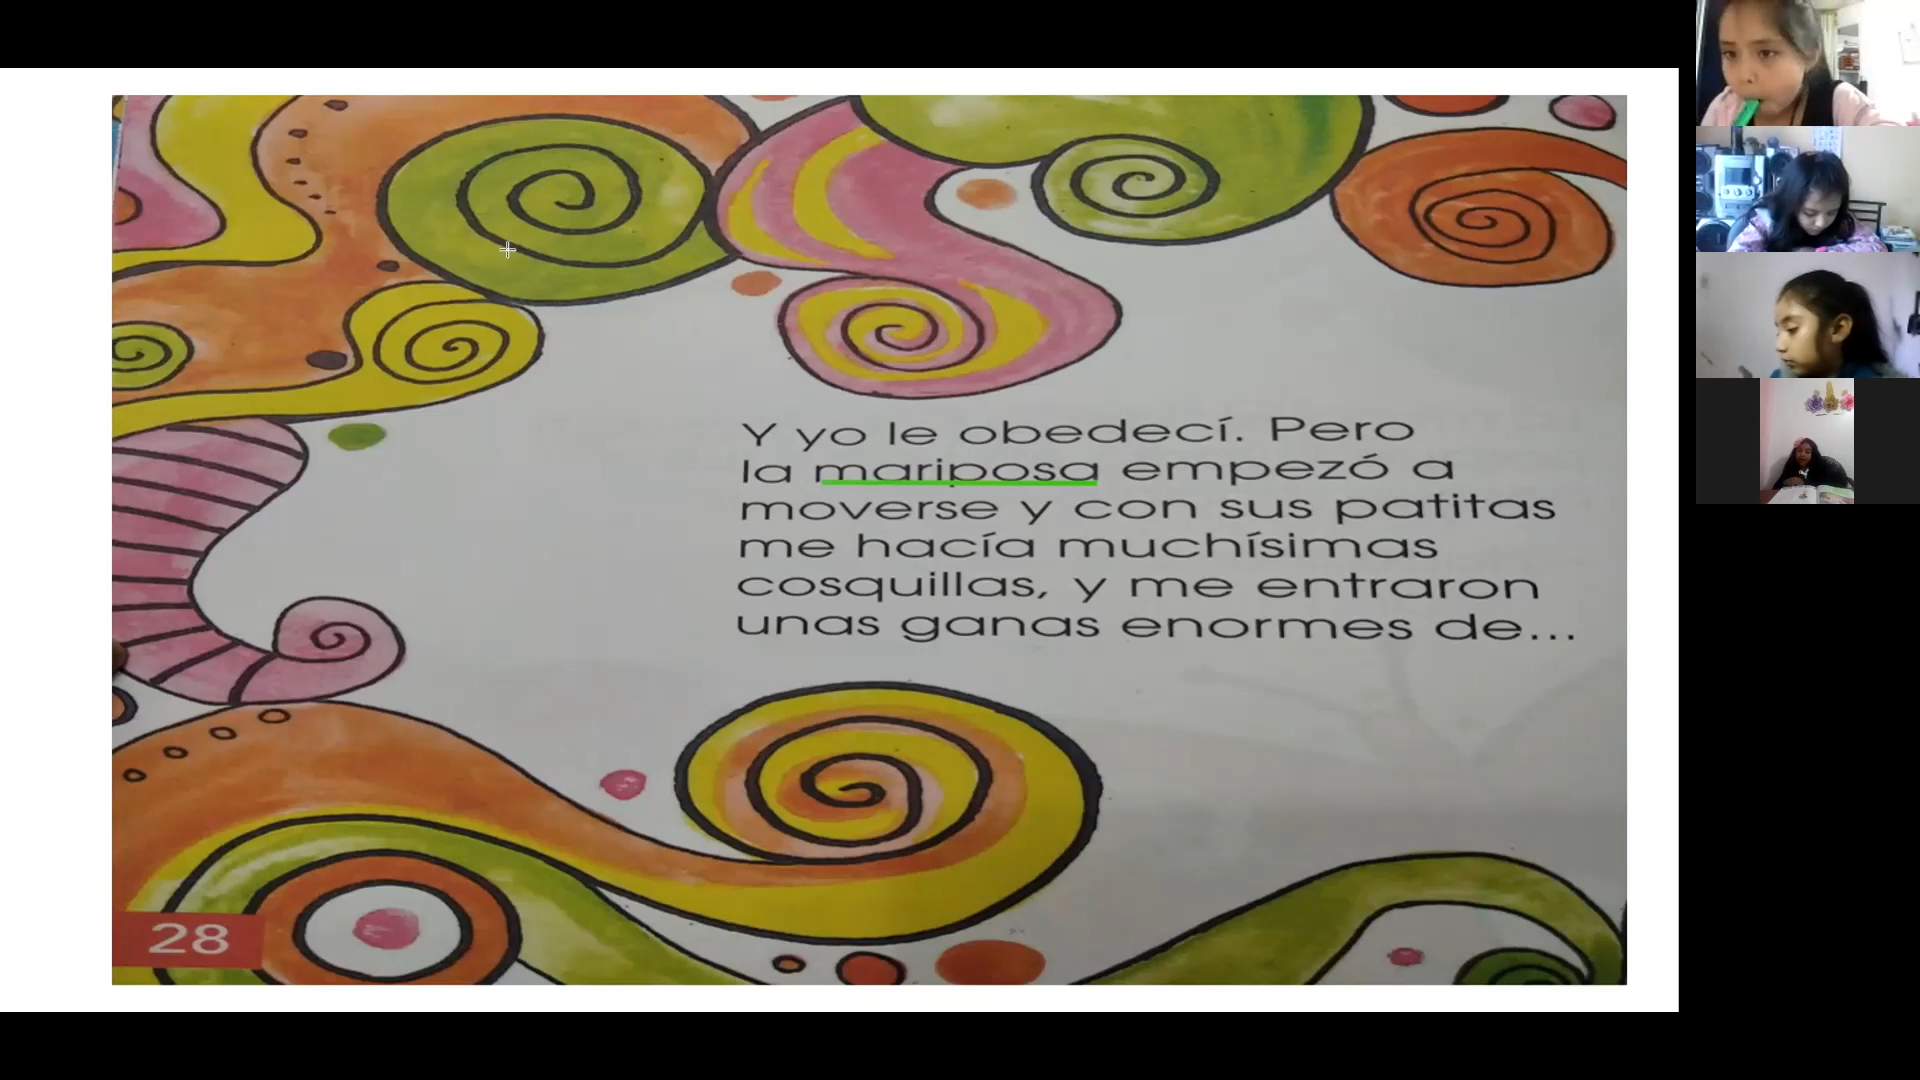 Y yo le obedecí. Pero
la mariposa empezó a
moverse y con sus patitas
me hacía muchísimas
cosquillas, y me entraron
unas ganas enormes de...
28